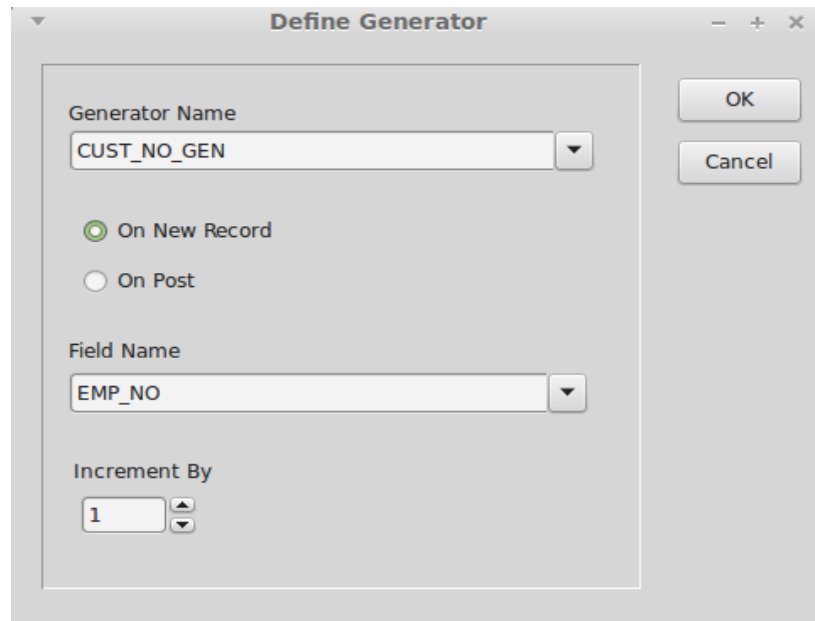 Define Generator
Generator Name
OK
CUST_NO_GEN
Cancel
On New Record
On Post
Field Name
EMP_NO
Increment By
1